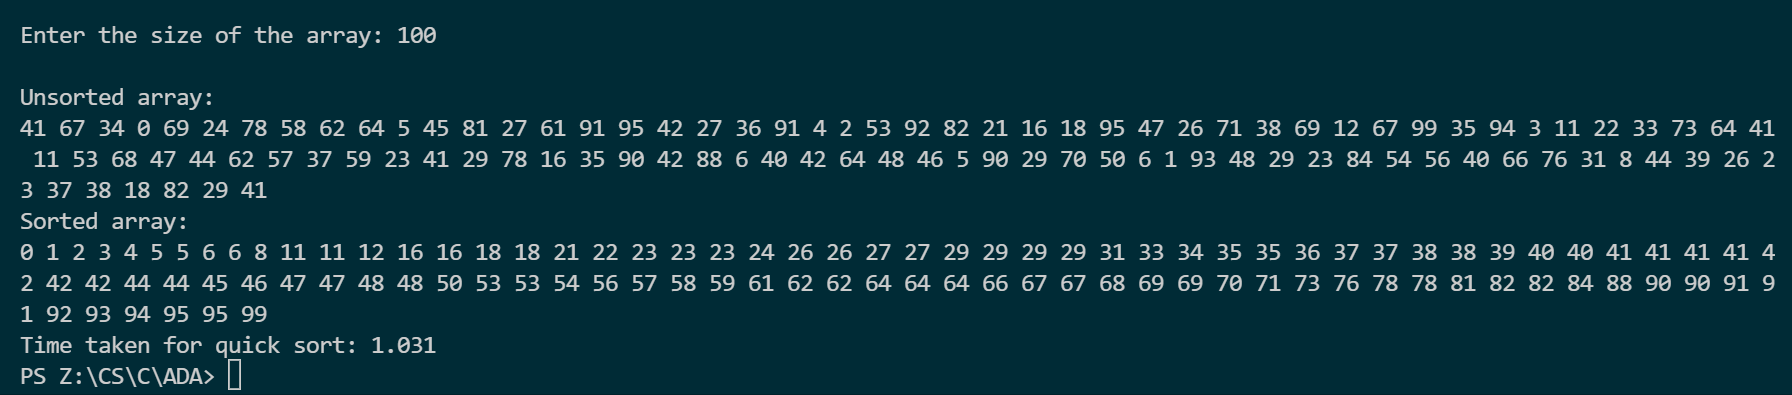 Enter the size of the array: 100
Unsorted array:
41 67 34 0 69 24 78 58 62 64 5 45 81 27 61 91 95 42 27 36 91 4 2 53 92 82 21 16 18 95 47 26 71 38 69 12 67 99 35 94 3 11 22 33 73 64 41
11 53 68 47 44 62 57 37 59 23 41 29 78 16 35 90 42 88 6 40 42 64 48 46 5 90 29 70 50 6 1 93 48 29 23 84 54 56 40 66 76 31 8 44 39 26 2
3 37 38 18 82 29 41
Sorted array:
0 1 2 3 4 5 5 6 6 8 11 11 12 16 16 18 18 21 22 23 23 23 24 26 26 27 27 29 29 29 29 31 33 34 35 35 36 37 37 38 38 39 40 40 41 41 41 41 4
2 42 42 44 44 45 46 47 47 48 48 50 53 53 54 56 57 58 59 61 62 62 64 64 64 66 67 67 68 69 69 70 71 73 76 78 78 81 82 82 84 88 90 90 91 9
1 92 93 94 95 95 99
Time taken for quick sort: 1.031
PS Z:\CS\C\ADA>